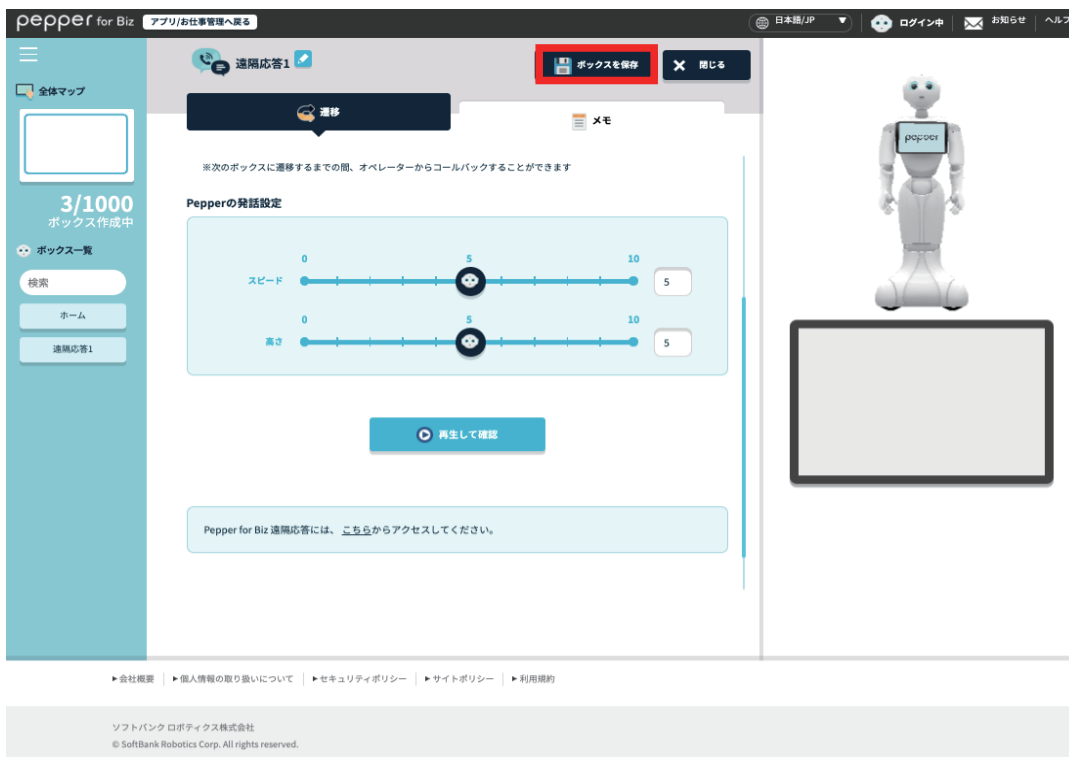 pepper for Biz アプリ/お仕事管理へ戻る 日本語/JP ▼ ログイン中 お知らせ ヘルプ
全体マップ
3/1000
ボックス作成中
ボックス一覧
検索
ホーム
遠隔応答1
遠隔応答1 ボックスを保存 × 閉じる
遷移 メモ
※次のボックスに遷移するまでの間、オペレーターからコールバックすることができます
Pepperの発話設定
0 5 10
スピード 5
0 5 10
高さ 5
再生して確認
Pepper for Biz 遠隔応答には、 こちらからアクセスしてください。
pepper
▶会社概要 ▶個人情報の取り扱いについて ▶セキュリティポリシー ▶サイトポリシー ▶利用規約
ソフトバンク ロボティクス株式会社
© SoftBank Robotics Corp. All rights reserved.